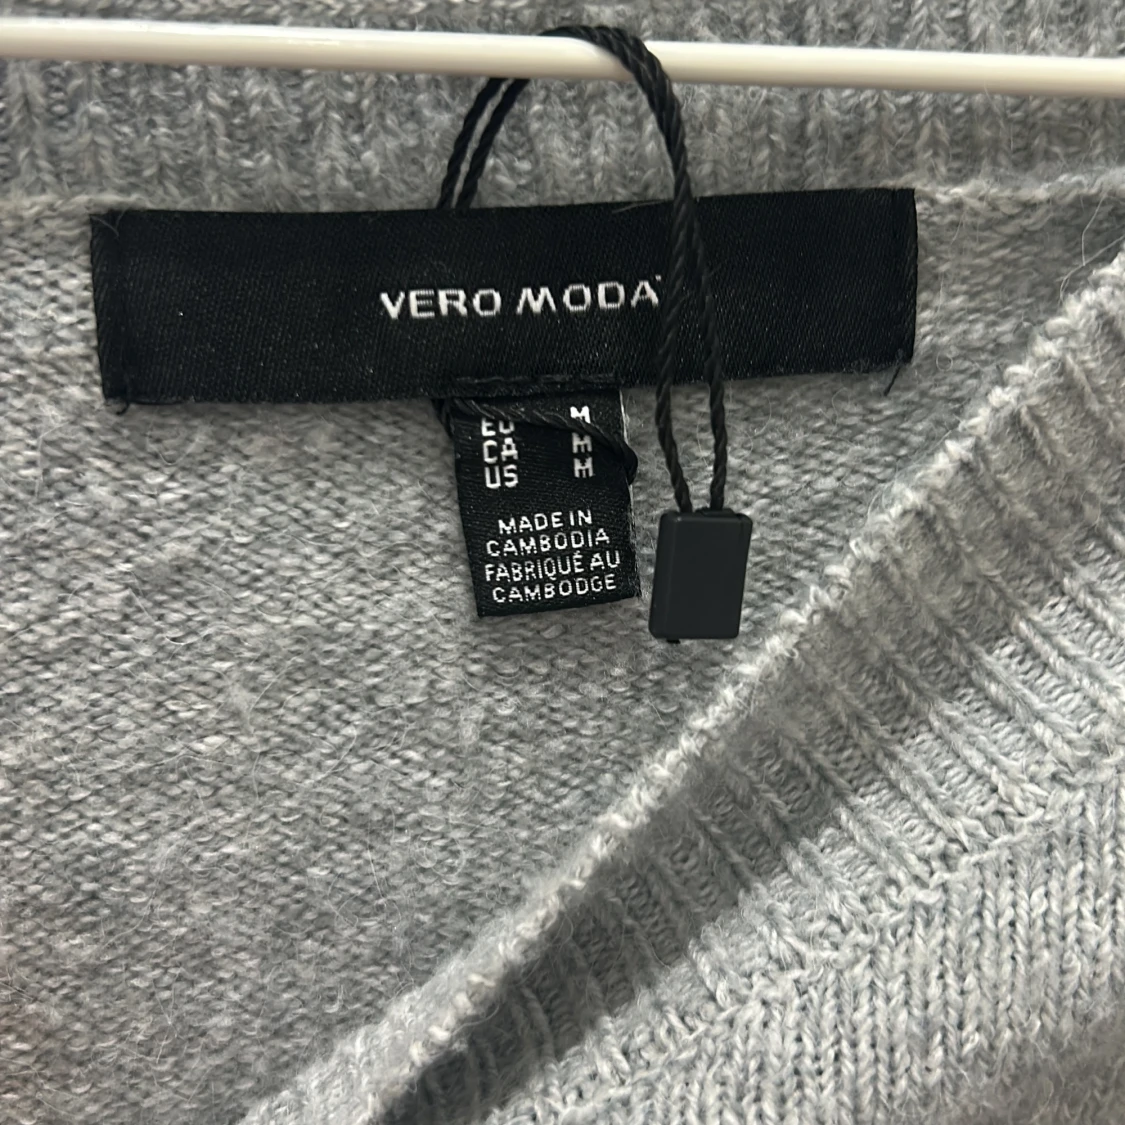 VERO MODA
EU M
CA M
US M
MADE IN
CAMBODIA
FABRIQUÉ AU
CAMBODGE